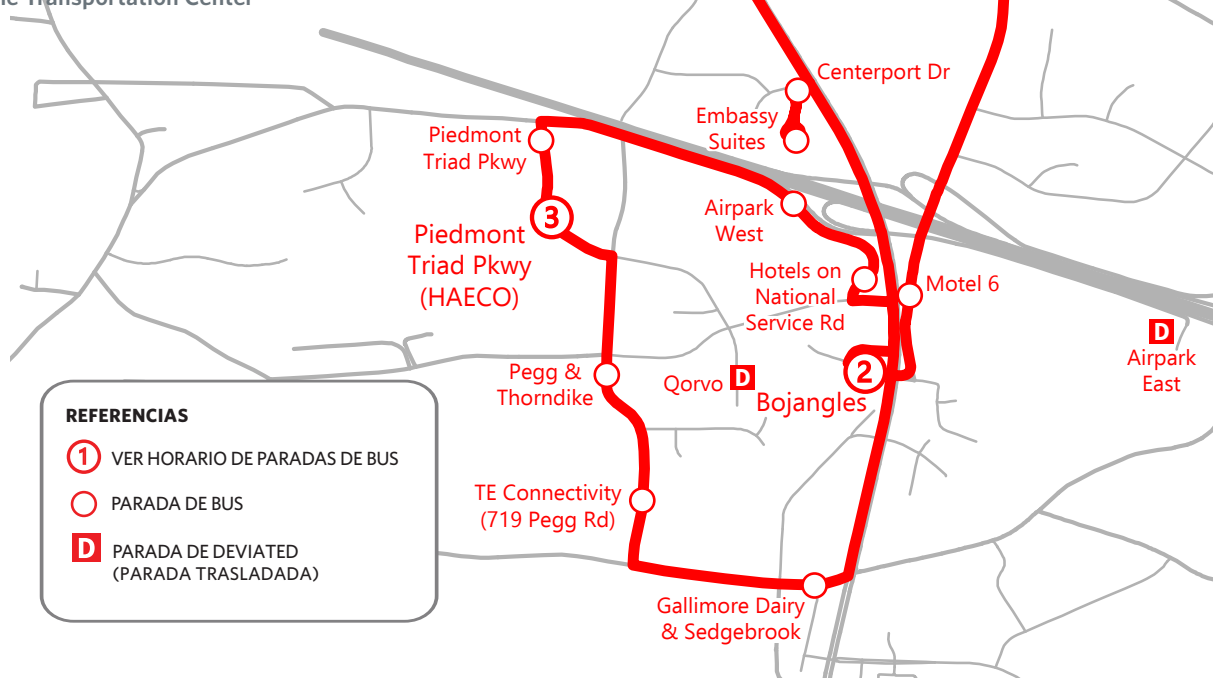 Transportation Center
Centerport Dr
Embassy
Suites
Piedmont
Triad Pkwy
Airpark
West
3
Piedmont
Triad Pkwy
(HAECO)
Hotels on
National
Service Rd
Motel 6
D
Airpark
East
Pegg &
Thorndike
Qorvo D
2
Bojangles
REFERENCIAS
1 VER HORARIO DE PARADAS DE BUS
PARADA DE BUS
D PARADA DE DEVIATED
(PARADA TRASLADADA)
TE Connectivity
(719 Pegg Rd)
Gallimore Dairy
& Sedgebrook